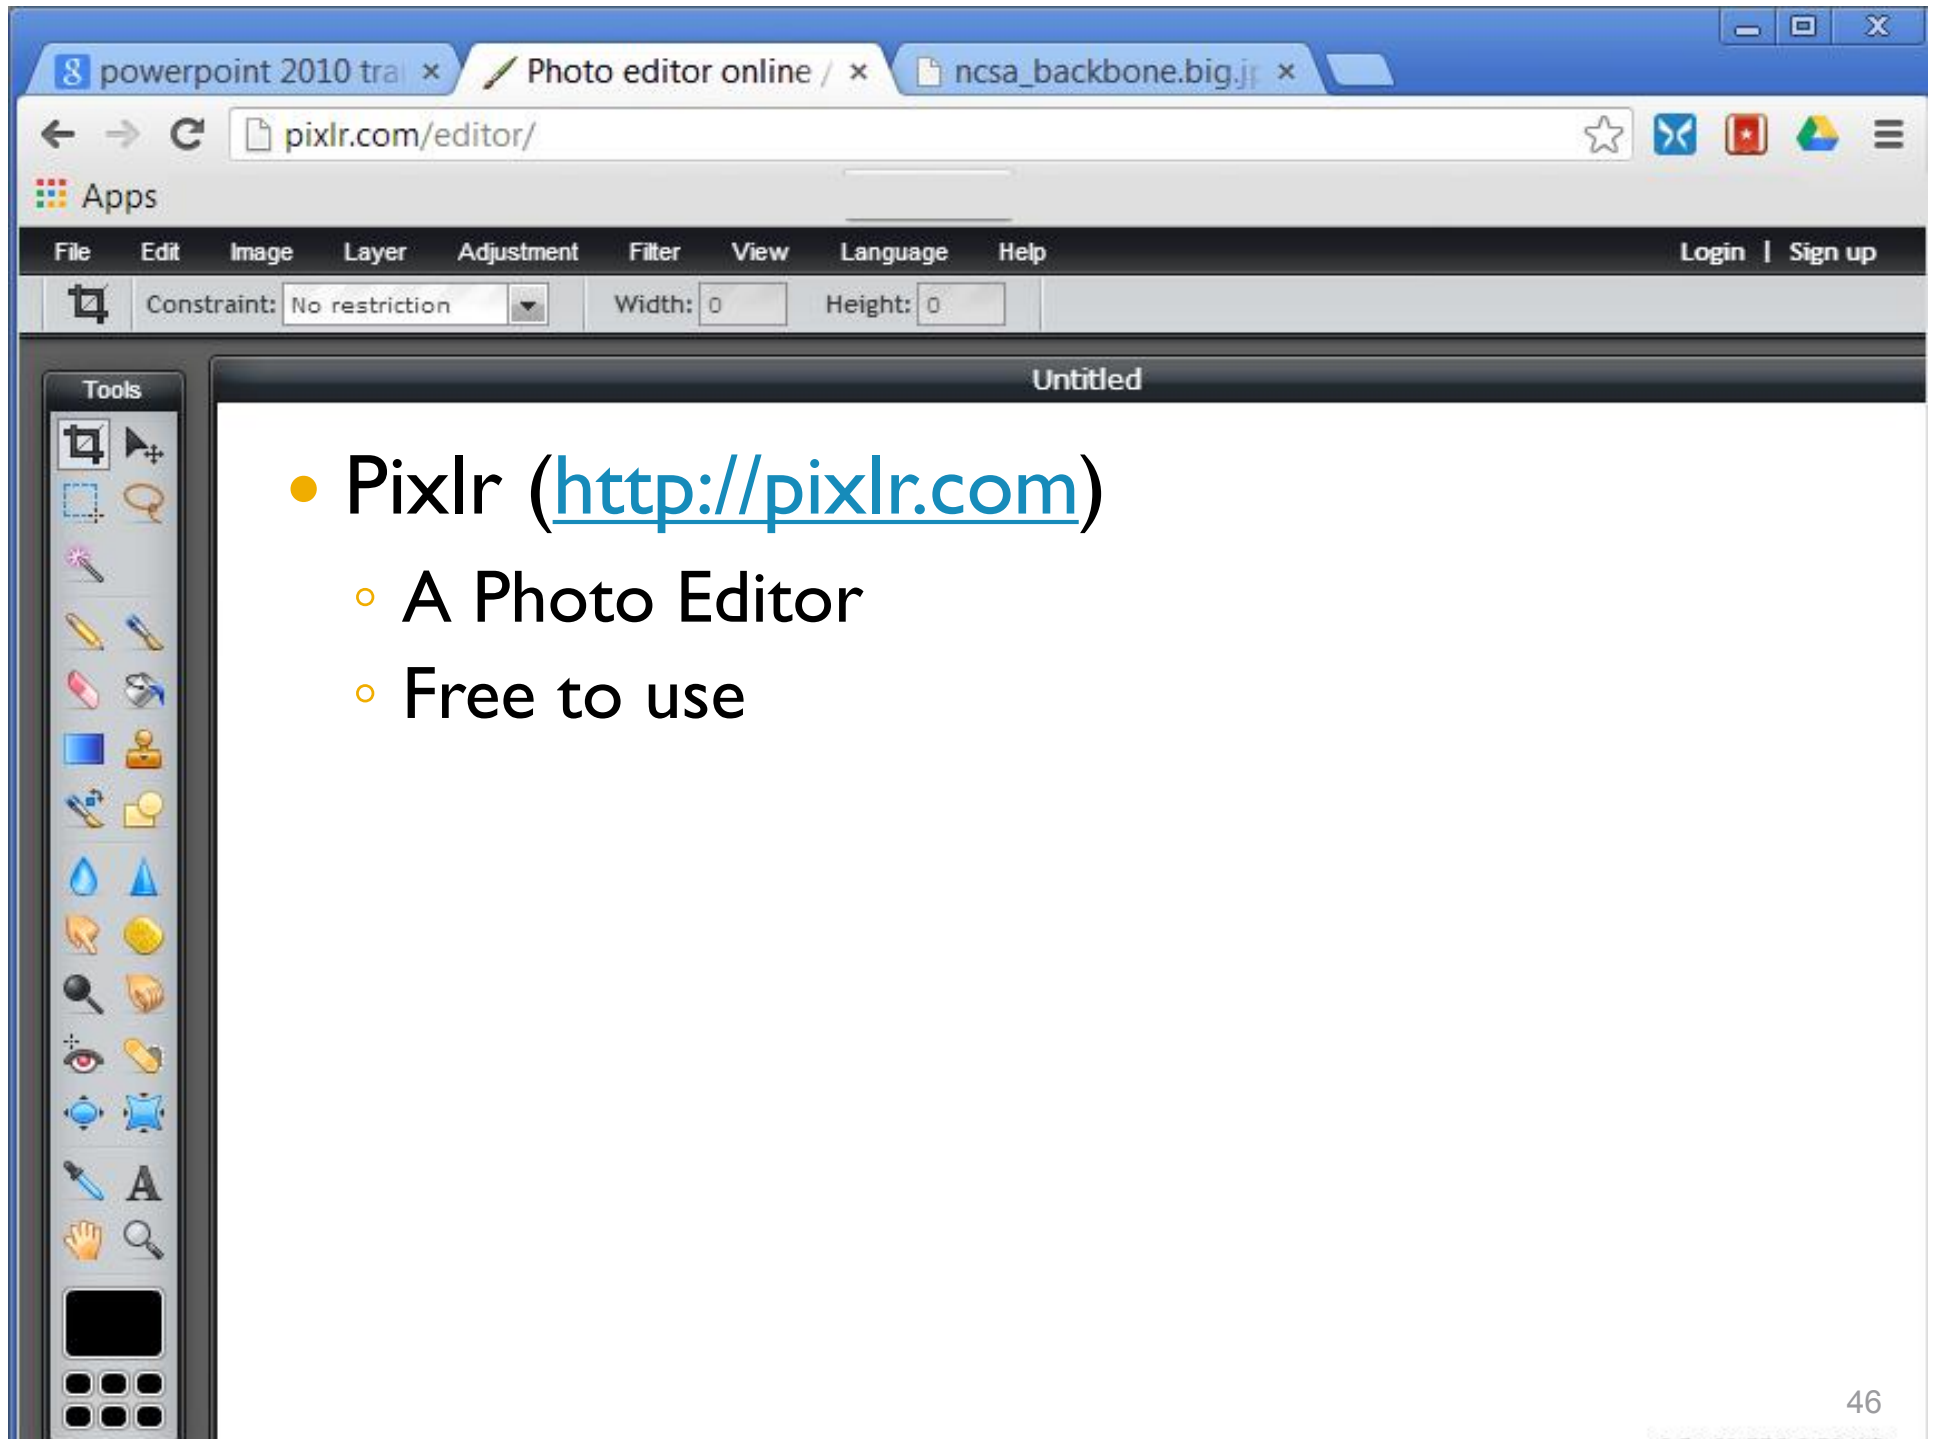 powerpoint 2010 tra
Photo editor online /
ncsa_backbone.big.j
pixlr.com/editor/
Apps
File Edit Image Layer Adjustment Filter View Language Help Login | Sign up
Constraint: No restriction Width: 0 Height: 0
Tools
Untitled
• Pixlr (http://pixlr.com)
◦ A Photo Editor
◦ Free to use
46